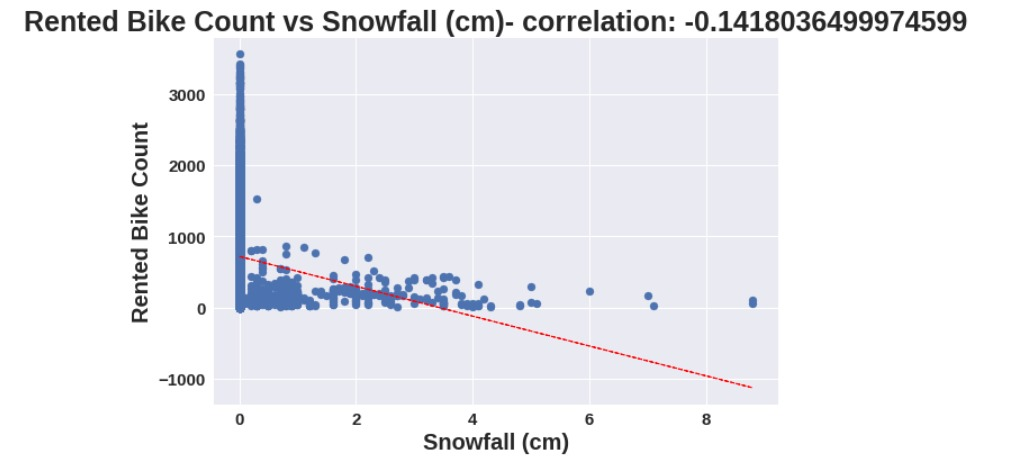 Rented Bike Count vs Snowfall (cm)- correlation: -0.1418036499974599
3000
2000
1000
0
−1000
Rented Bike Count
0 2 4 6 8
Snowfall (cm)